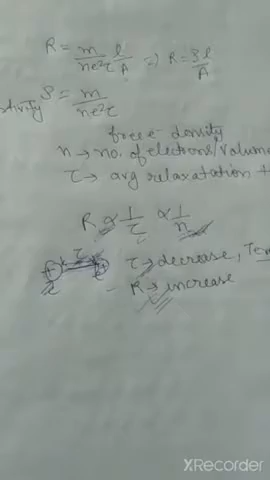 R = m/ne²τ l/A ⇒ R = ρl/A
ρ = m/ne²τ
free e⁻ density
n → no. of electrons/volume
τ → avg relaxatation
R ∝ 1/τ ∝ 1/n
τ
τ → decrease,
R → increase
XRecorder